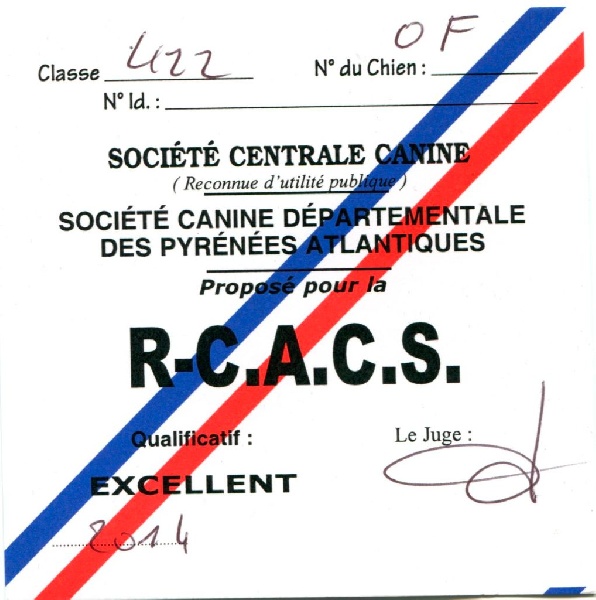 Classe 422 N° du Chien : OF
N° Id. :
SOCIÉTÉ CENTRALE CANINE
( Reconnue d'utilité publique )
SOCIÉTÉ CANINE DÉPARTEMENTALE
DES PYRÉNÉES ATLANTIQUES
Proposé pour la
R-C.A.C.S.
Qualificatif : Le Juge :
EXCELLENT
2014